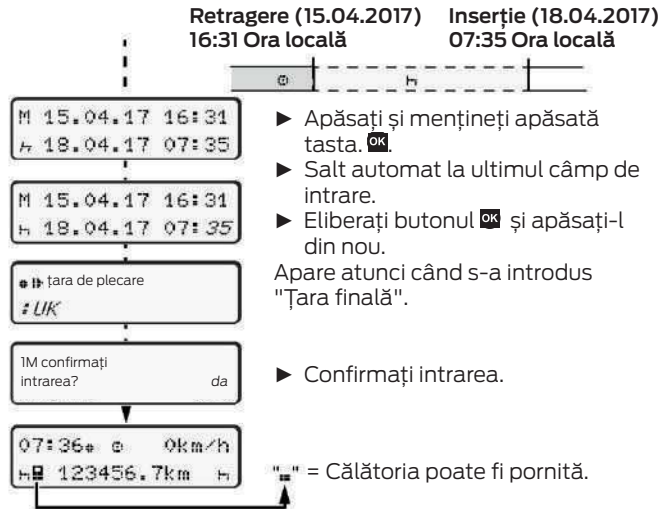 Retragere (15.04.2017) Inserție (18.04.2017)
16:31 Ora locală 07:35 Ora locală
M 15.04.17 16:31
18.04.17 07:35
► Apăsați și mențineți apăsată
tasta. OK.
► Salt automat la ultimul câmp de
intrare.
M 15.04.17 16:31
18.04.17 07:35
► Eliberați butonul OK și apăsați-l
din nou.
țara de plecare
:UK
Apare atunci când s-a introdus
"Țara finală".
1M confirmați
intrarea? da
► Confirmați intrarea.
07:36 0km/h
123456.7km
" " = Călătoria poate fi pornită.